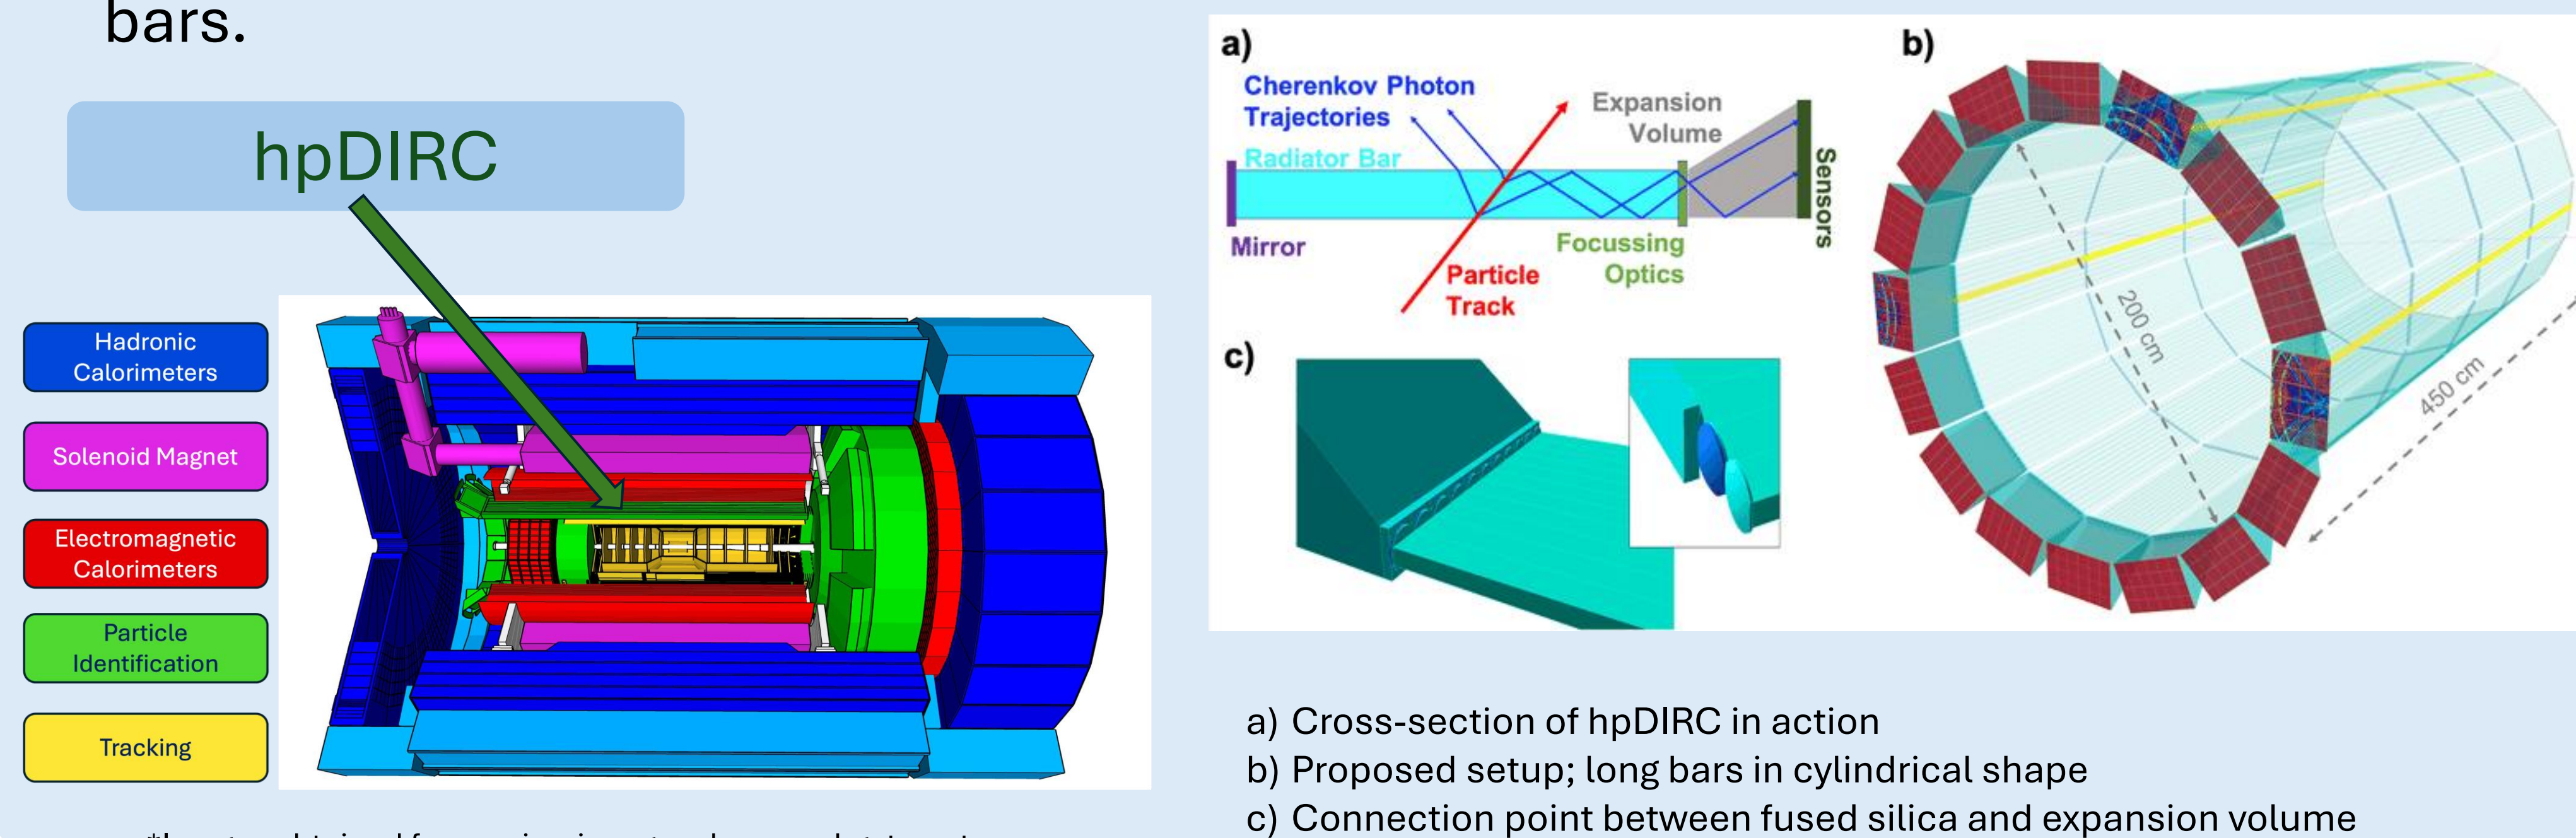 bars.
hpDIRC
Hadronic
Calorimeters
Solenoid Magnet
Electromagnetic
Calorimeters
Particle
Identification
Tracking
a)
Cherenkov Photon
Trajectories
Radiator Bar
Expansion
Volume
Sensors
Mirror
Focussing
Optics
Particle
Track
b)
200 cm
450 cm
c)
a) Cross-section of hpDIRC in action
b) Proposed setup; long bars in cylindrical shape
c) Connection point between fused silica and expansion volume